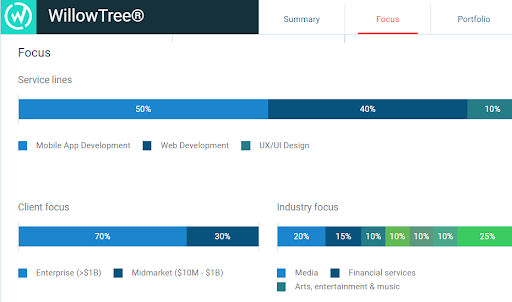 WillowTree®
Summary
Focus
Portfolio
Focus
Service lines
50%
40%
10%
Mobile App Development
Web Development
UX/UI Design
Client focus
70%
30%
Enterprise (>$1B)
Midmarket ($10M - $1B)
Industry focus
20%
15%
10%
10%
10%
10%
25%
Media
Financial services
Arts, entertainment & music